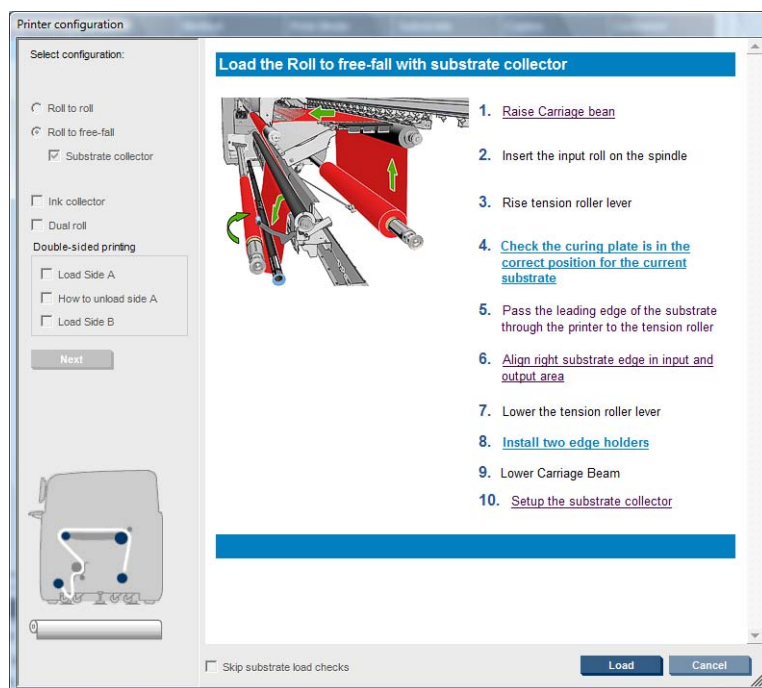 Printer configuration
Select configuration:
Roll to roll
Roll to free-fall
Substrate collector
Ink collector
Dual roll
Double-sided printing
Load Side A
How to unload side A
Load Side B
Next
Load the Roll to free-fall with substrate collector
1. Raise Carriage bean
2. Insert the input roll on the spindle
3. Rise tension roller lever
4. Check the curing plate is in the
correct position for the current
substrate
5. Pass the leading edge of the substrate
through the printer to the tension roller
6. Align right substrate edge in input and
output area
7. Lower the tension roller lever
8. Install two edge holders
9. Lower Carriage Beam
10. Setup the substrate collector
Skip substrate load checks
Load
Cancel